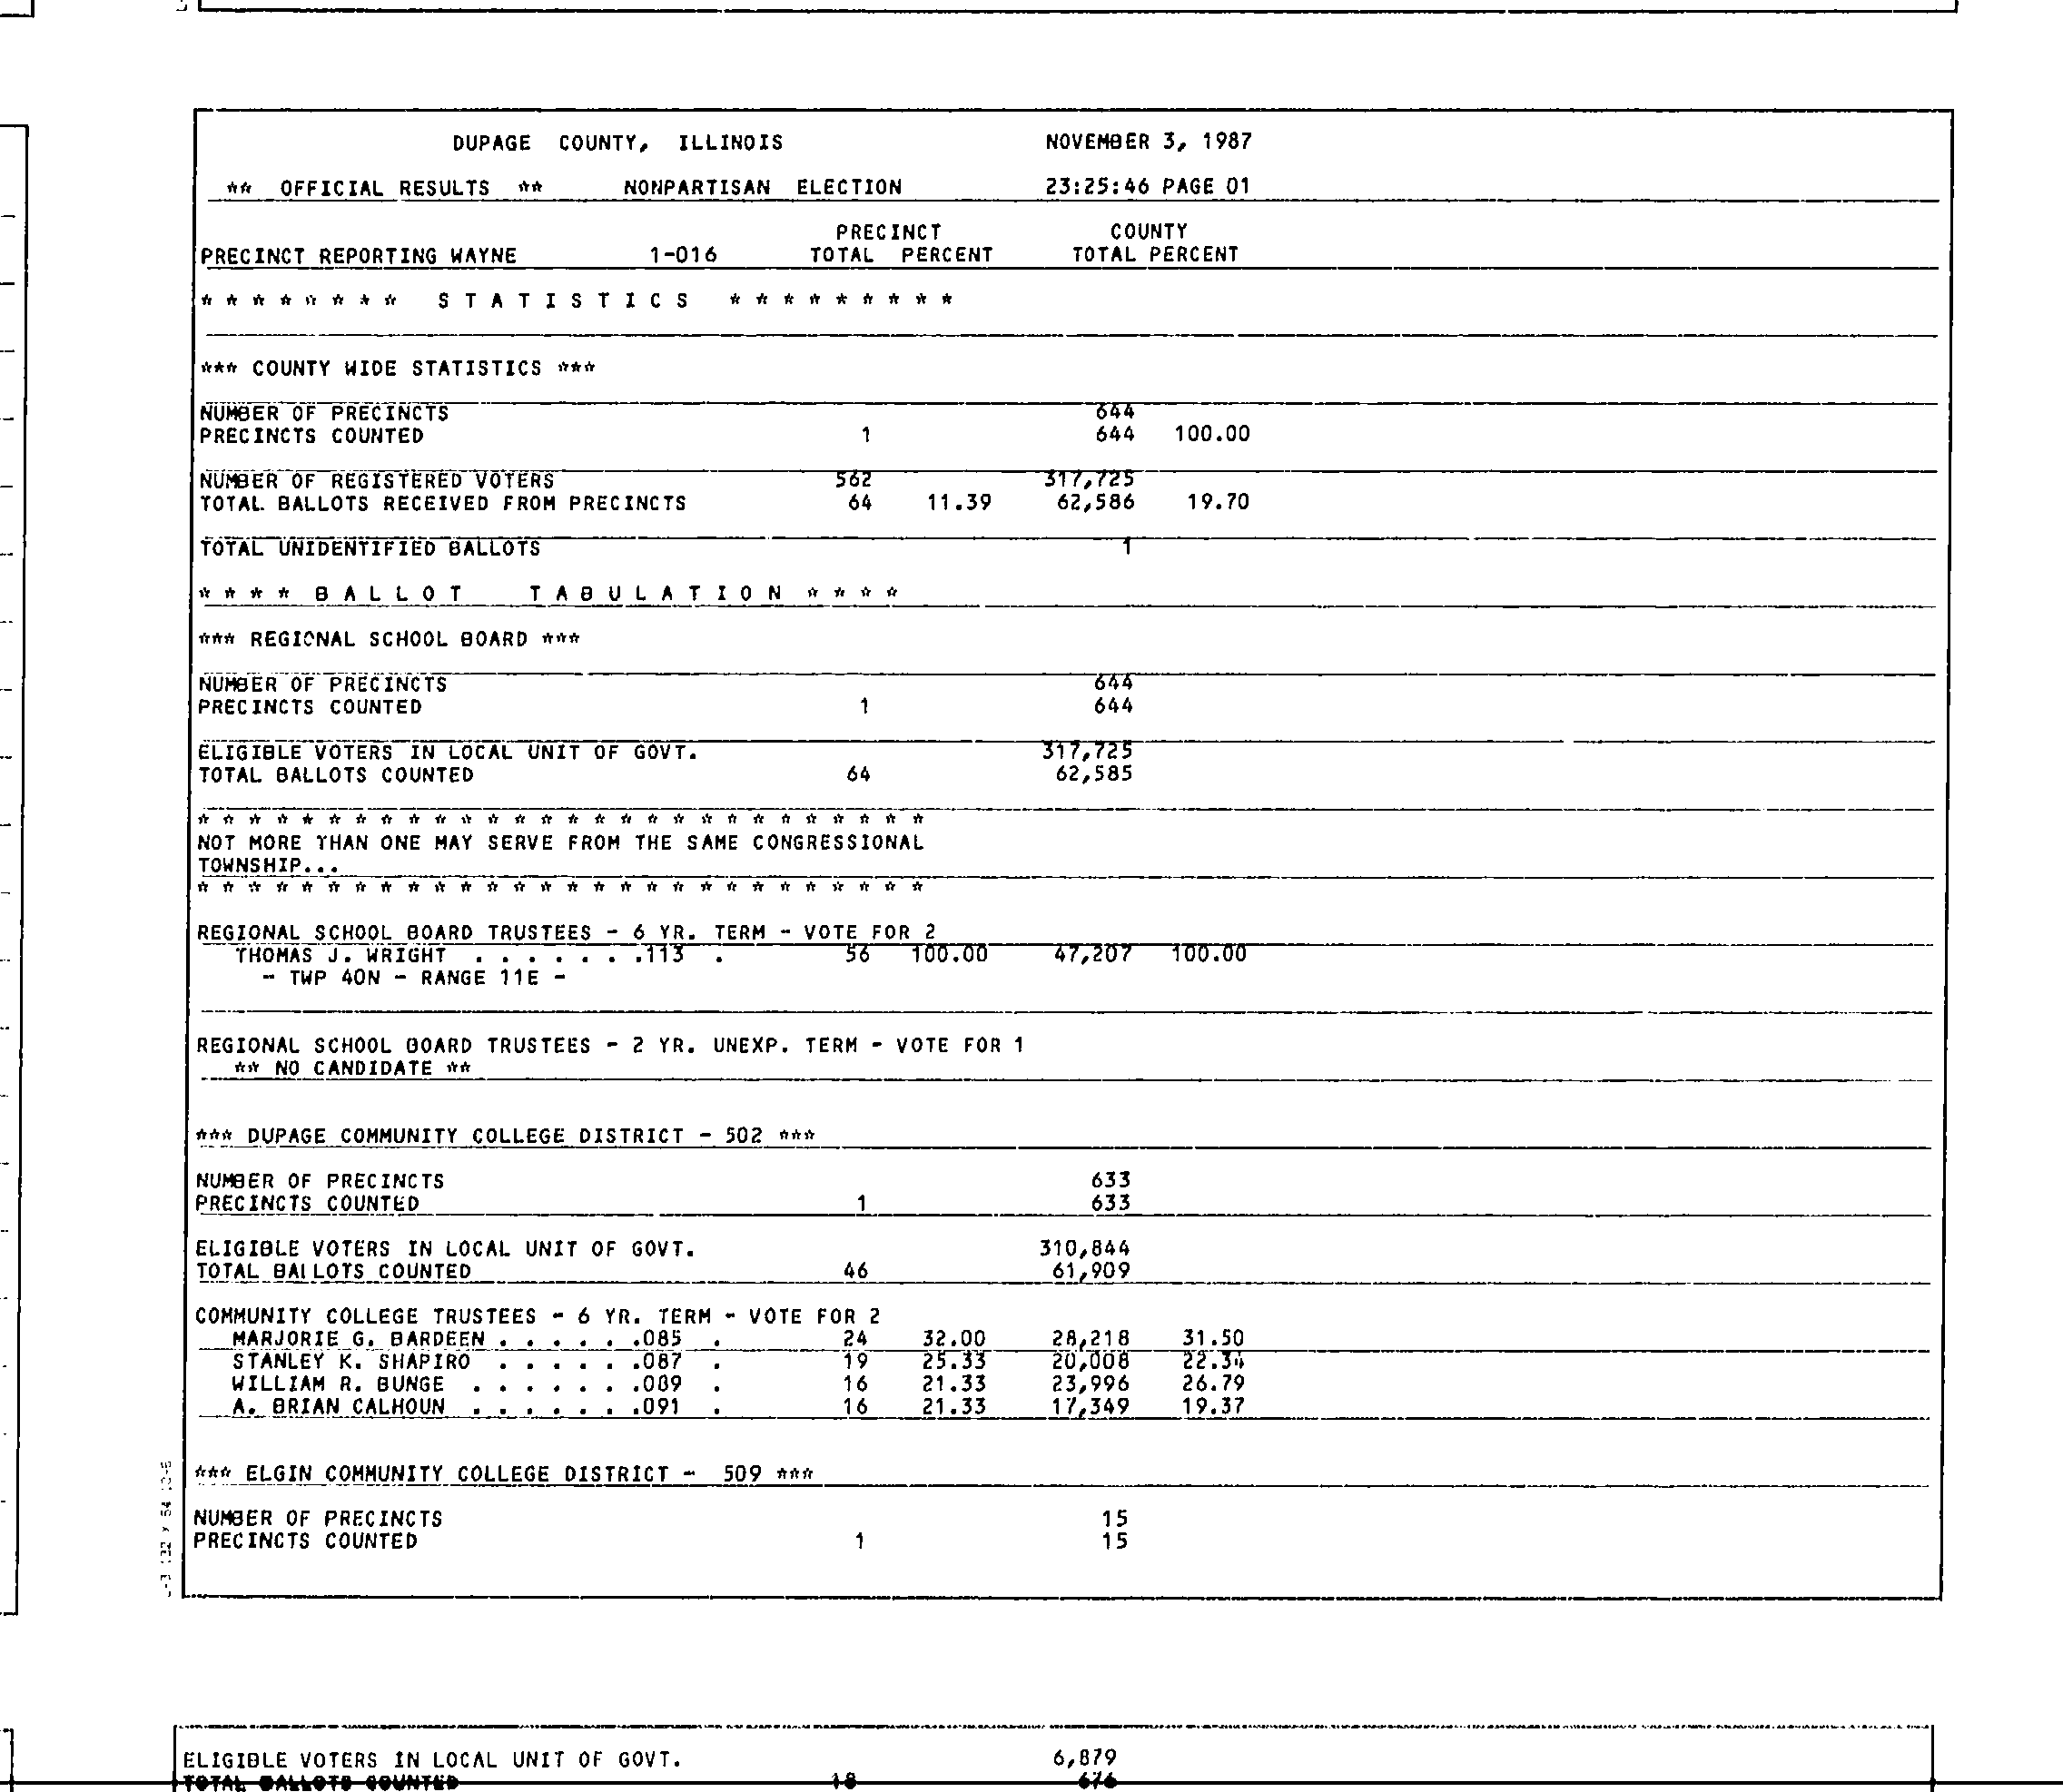 DUPAGE COUNTY, ILLINOIS NOVEMBER 3, 1987
** OFFICIAL RESULTS ** NONPARTISAN ELECTION 23:25:46 PAGE 01
PRECINCT COUNTY
PRECINCT REPORTING WAYNE 1-016 TOTAL PERCENT TOTAL PERCENT
* * * * * * * * S T A T I S T I C S * * * * * * * * *
*** COUNTY WIDE STATISTICS ***
NUMBER OF PRECINCTS 644
PRECINCTS COUNTED 1 644 100.00
NUMBER OF REGISTERED VOTERS 562 317,725
TOTAL BALLOTS RECEIVED FROM PRECINCTS 64 11.39 62,586 19.70
TOTAL UNIDENTIFIED BALLOTS 1
* * * * B A L L O T T A B U L A T I O N * * * *
*** REGIONAL SCHOOL BOARD ***
NUMBER OF PRECINCTS 644
PRECINCTS COUNTED 1 644
ELIGIBLE VOTERS IN LOCAL UNIT OF GOVT. 317,725
TOTAL BALLOTS COUNTED 64 62,585
* * * * * * * * * * * * * * * * * * * * * * * * * * * *
NOT MORE THAN ONE MAY SERVE FROM THE SAME CONGRESSIONAL
TOWNSHIP...
* * * * * * * * * * * * * * * * * * * * * * * * * * * *
REGIONAL SCHOOL BOARD TRUSTEES - 6 YR. TERM - VOTE FOR 2
THOMAS J. WRIGHT . . . . . . .113 . 56 100.00 47,207 100.00
- TWP 40N - RANGE 11E -
REGIONAL SCHOOL BOARD TRUSTEES - 2 YR. UNEXP. TERM - VOTE FOR 1
** NO CANDIDATE **
*** DUPAGE COMMUNITY COLLEGE DISTRICT - 502 ***
NUMBER OF PRECINCTS 633
PRECINCTS COUNTED 1 633
ELIGIBLE VOTERS IN LOCAL UNIT OF GOVT. 310,844
TOTAL BALLOTS COUNTED 46 61,909
COMMUNITY COLLEGE TRUSTEES - 6 YR. TERM - VOTE FOR 2
MARJORIE G. BARDEEN . . . . . .085 . 24 32.00 28,218 31.50
STANLEY K. SHAPIRO . . . . . .087 . 19 25.33 20,008 22.34
WILLIAM R. BUNGE . . . . . . .089 . 16 21.33 23,996 26.79
A. BRIAN CALHOUN . . . . . . .091 . 16 21.33 17,349 19.37
*** ELGIN COMMUNITY COLLEGE DISTRICT - 509 ***
NUMBER OF PRECINCTS 15
PRECINCTS COUNTED 1 15
ELIGIBLE VOTERS IN LOCAL UNIT OF GOVT. 6,879
TOTAL BALLOTS COUNTED 18 676